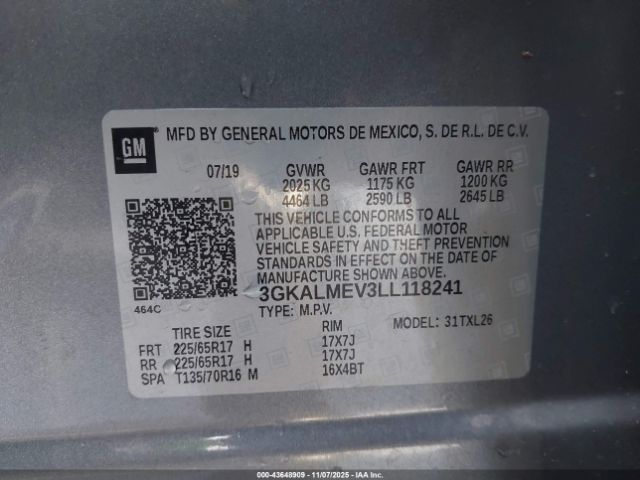 GM MFD BY GENERAL MOTORS DE MEXICO, S. DE R.L. DE C.V.
07/19 GVWR GAWR FRT GAWR RR
2025 KG 1175 KG 1200 KG
4464 LB 2590 LB 2645 LB
THIS VEHICLE CONFORMS TO ALL
APPLICABLE U.S. FEDERAL MOTOR
VEHICLE SAFETY AND THEFT PREVENTION
STANDARDS IN EFFECT ON THE DATE
OF MANUFACTURE SHOWN ABOVE.
3GKALMEV3LL118241
464C TYPE: M.P.V.
TIRE SIZE RIM MODEL: 31TXL26
FRT 225/65R17 H 17X7J
RR 225/65R17 H 17X7J
SPA T135/70R16 M 16X4BT
000-43648909 - 11/07/2025 - IAAI.CA